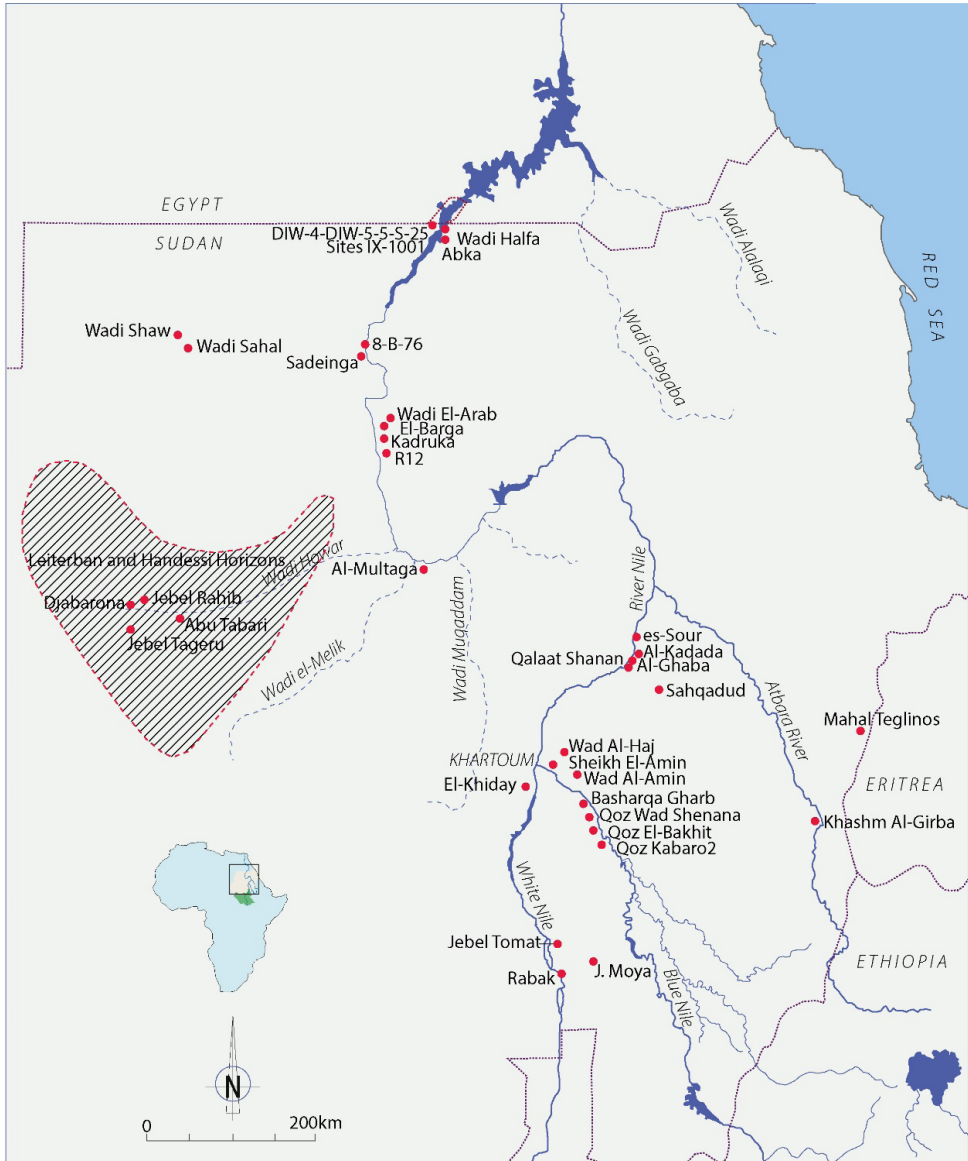 EGYPT
SUDAN
DIW-4-DIW-5-5-S-25
Sites IX-1001
Wadi Halfa
Abka
Wadi Alalaqi
RED SEA
Wadi Gabgaba
Wadi Shaw
Wadi Sahal
8-B-76
Sadeinga
Wadi El-Arab
El-Barga
Kadruka
R12
Leiterban and Handessi Horizons
Wadi Howar
Al-Multaga
Djabarona
Jebel Rahib
Abu Tabari
Jebel Tageru
Wadi el-Melik
Wadi Muqaddam
River Nile
es-Sour
Al-Kadada
Qalaat Shanan
Al-Ghaba
Sahqadud
Atbara River
Mahal Teglinos
ERITREA
KHARTOUM
Wad Al-Haj
Sheikh El-Amin
Wad Al-Amin
El-Khiday
Basharqa Gharb
Qoz Wad Shenana
Qoz El-Bakhit
Qoz Kabaro2
Khashm Al-Girba
White Nile
Jebel Tomat
Rabak
J. Moya
Blue Nile
ETHIOPIA
N
0
200km